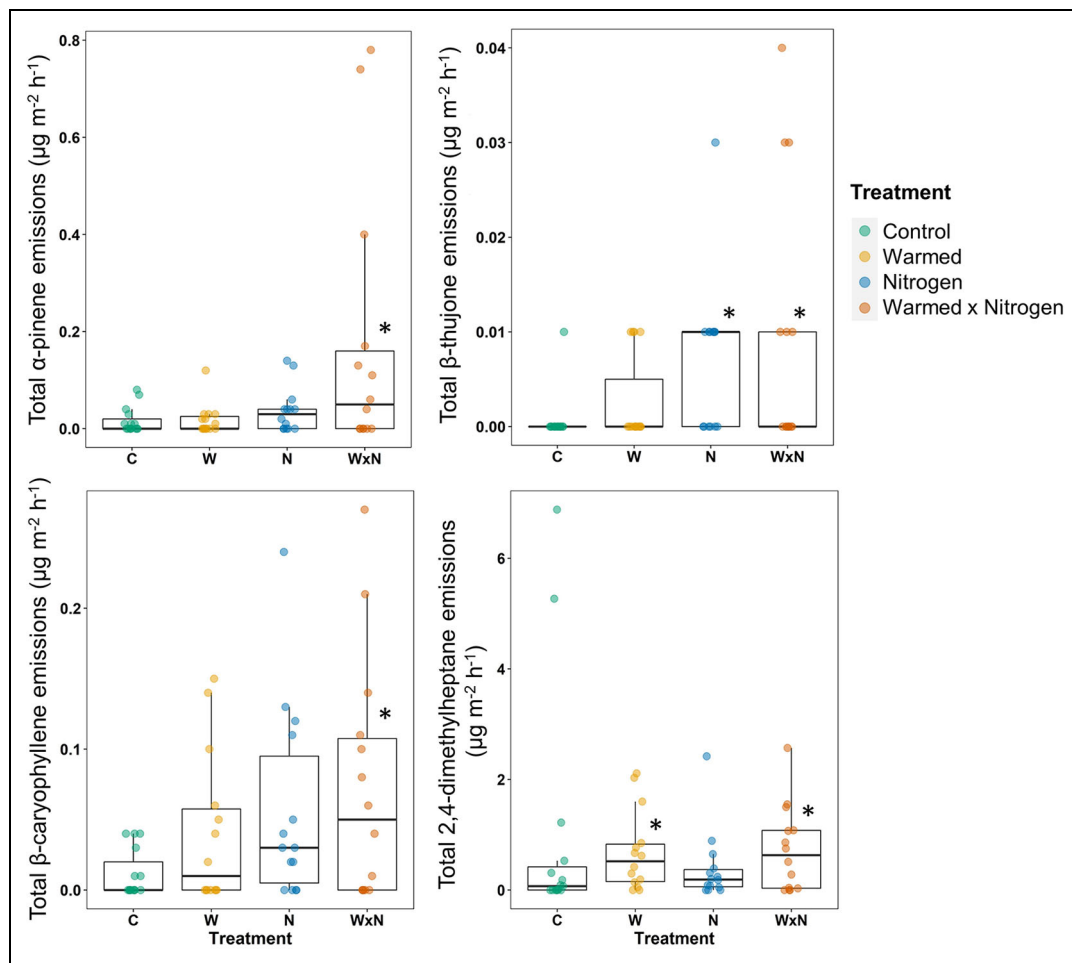 Total α-pinene emissions (µg m⁻² h⁻¹)
0.8
0.6
0.4
0.2
0.0
*
C W N WxN
Total β-thujone emissions (µg m⁻² h⁻¹)
0.04
0.03
0.02
0.01
0.00
* *
C W N WxN
Treatment
Control
Warmed
Nitrogen
Warmed x Nitrogen
Total β-caryophyllene emissions (µg m⁻² h⁻¹)
0.2
0.1
0.0
*
C W N WxN
Treatment
Total 2,4-dimethylheptane emissions
(µg m⁻² h⁻¹)
6
4
2
0
* *
C W N WxN
Treatment